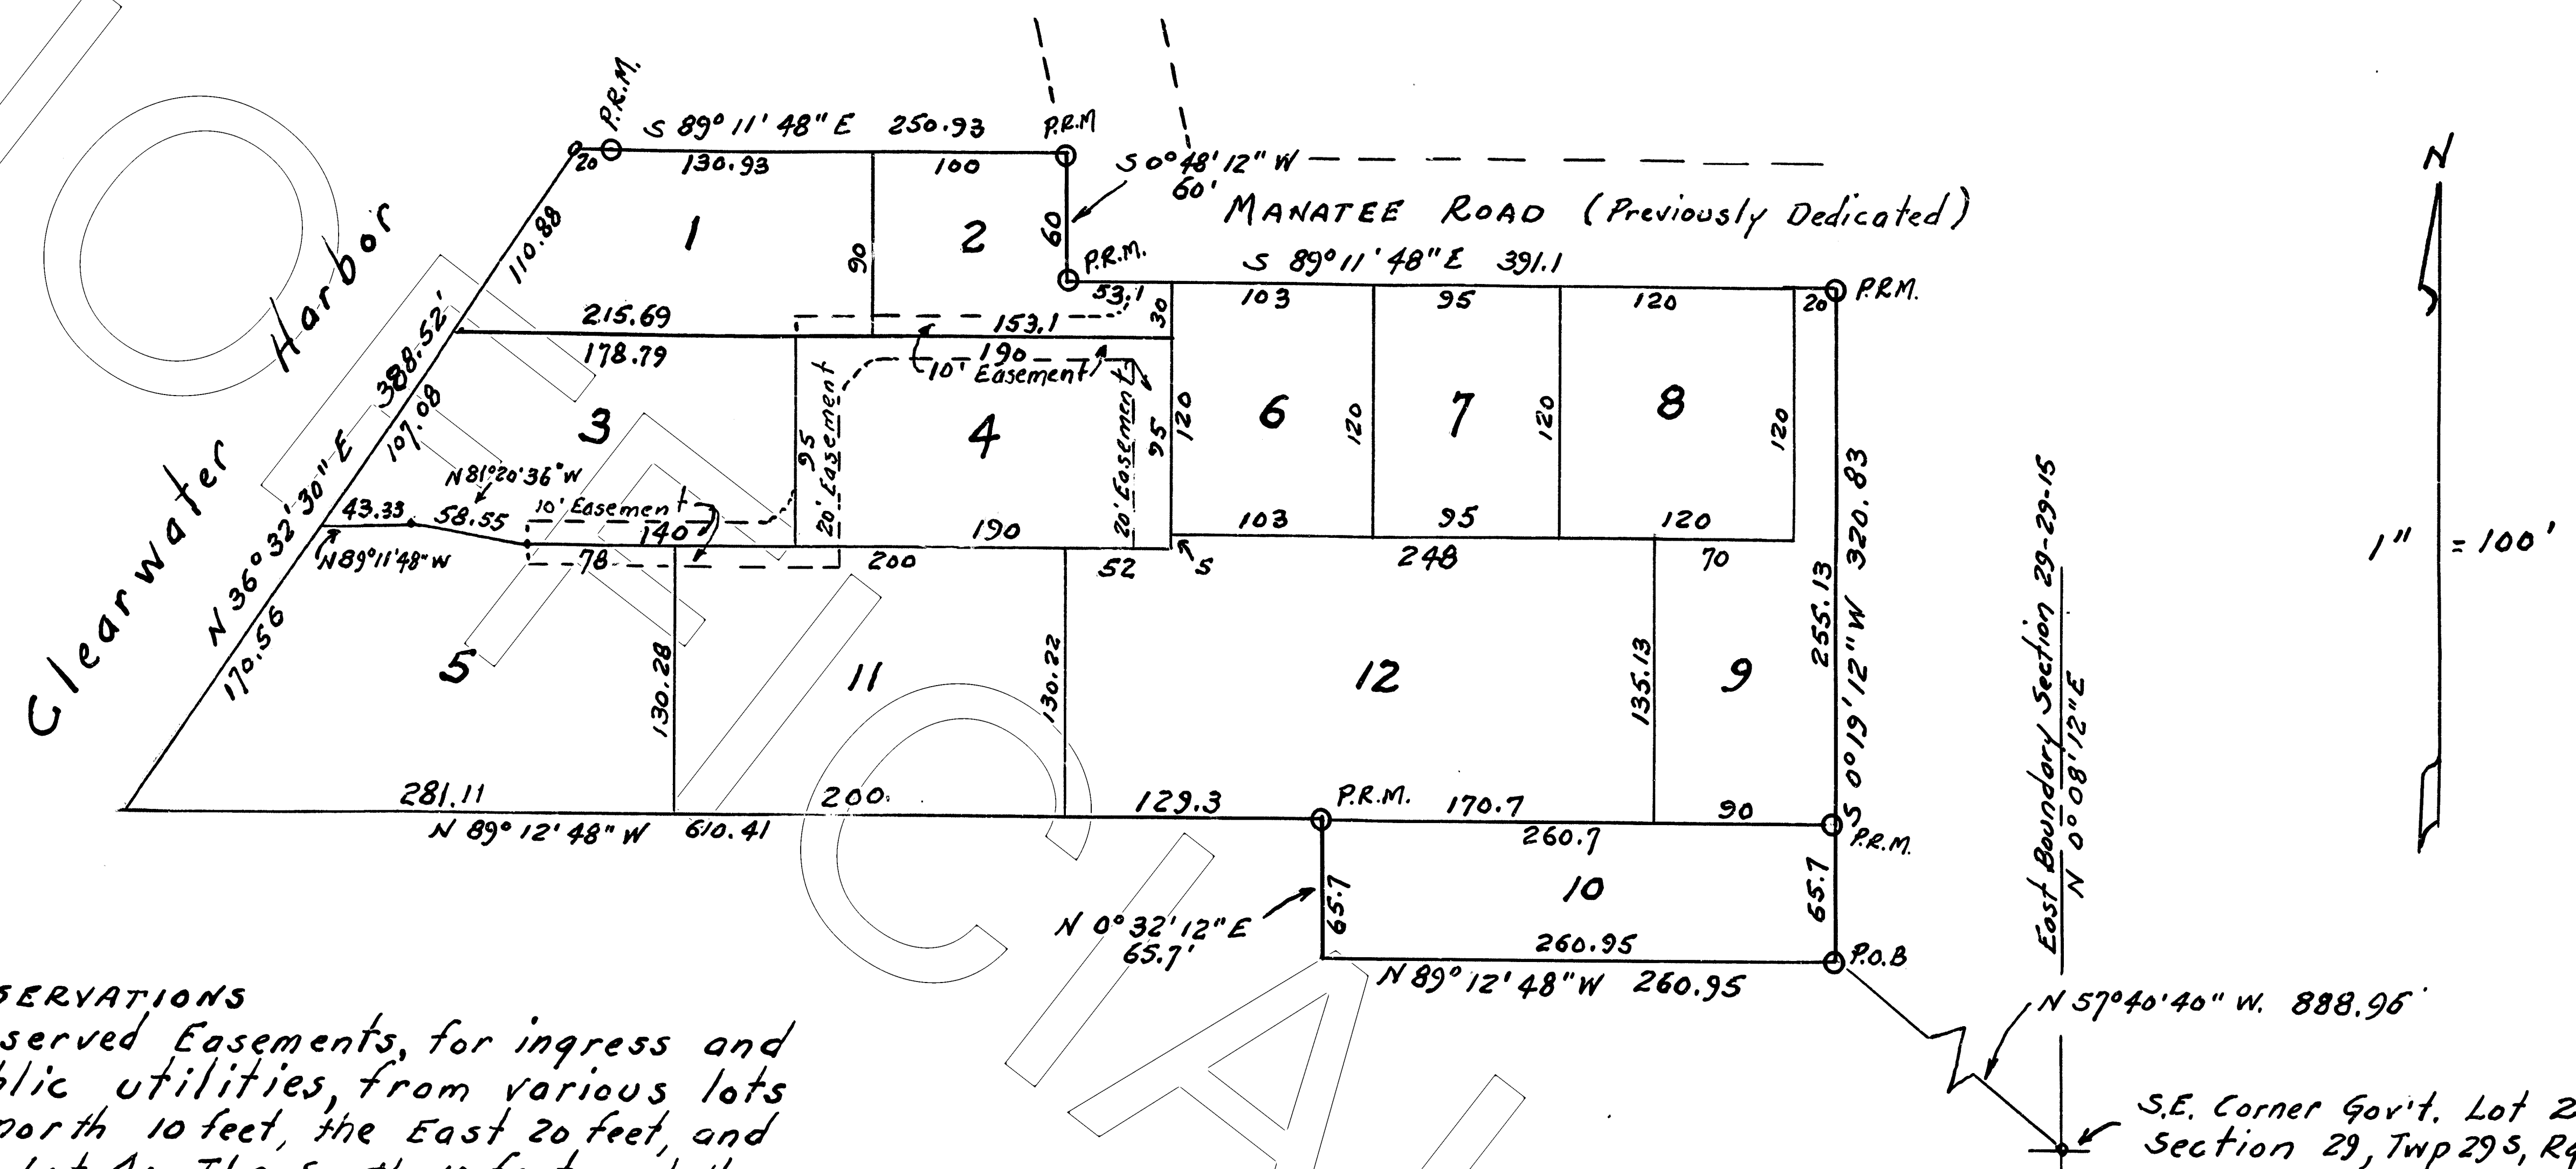 P.R.M.
S 89° 11' 48" E 250.93
P.R.M
20
130.93
100
S 0° 48' 12" W
60'
MANATEE ROAD (Previously Dedicated)
N
110.88
1
90
2
60
P.R.M.
S 89° 11' 48" E 391.1
P.R.M.
Clearwater Harbor
53.1
30
103
95
120
20
215.69
153.1
178.79
190
10' Easement
N 36° 32' 30" E 388.52'
107.08
3
95
20' Easement
4
20' Easement
95
120
6
120
7
120
8
120
N81°20'36"W
43.33
58.55
10' Easement
140
190
103
95
120
N89°11'48"W
78
200
52
5
248
70
1" = 100'
170.56
5
130.28
11
130.22
12
135.13
9
255.13
S 0° 19' 12" W 320.83
East Boundary Section 29-29-15
N 0° 08' 12" E
281.11
200
129.3
P.R.M.
170.7
90
N 89° 12' 48" W 610.41
260.7
P.R.M.
N 0° 32' 12" E
65.7'
65.7
10
65.7
260.95
P.O.B
N 89° 12' 48" W 260.95
N 57°40'40" W. 888.96'
SERVATIONS
served Easements, for ingress and
blic utilities, from various lots
north 10 feet, the East 20 feet, and
S.E. Corner Gov't. Lot 2
Section 29, Twp 29 S, Rg
OFFICIAL